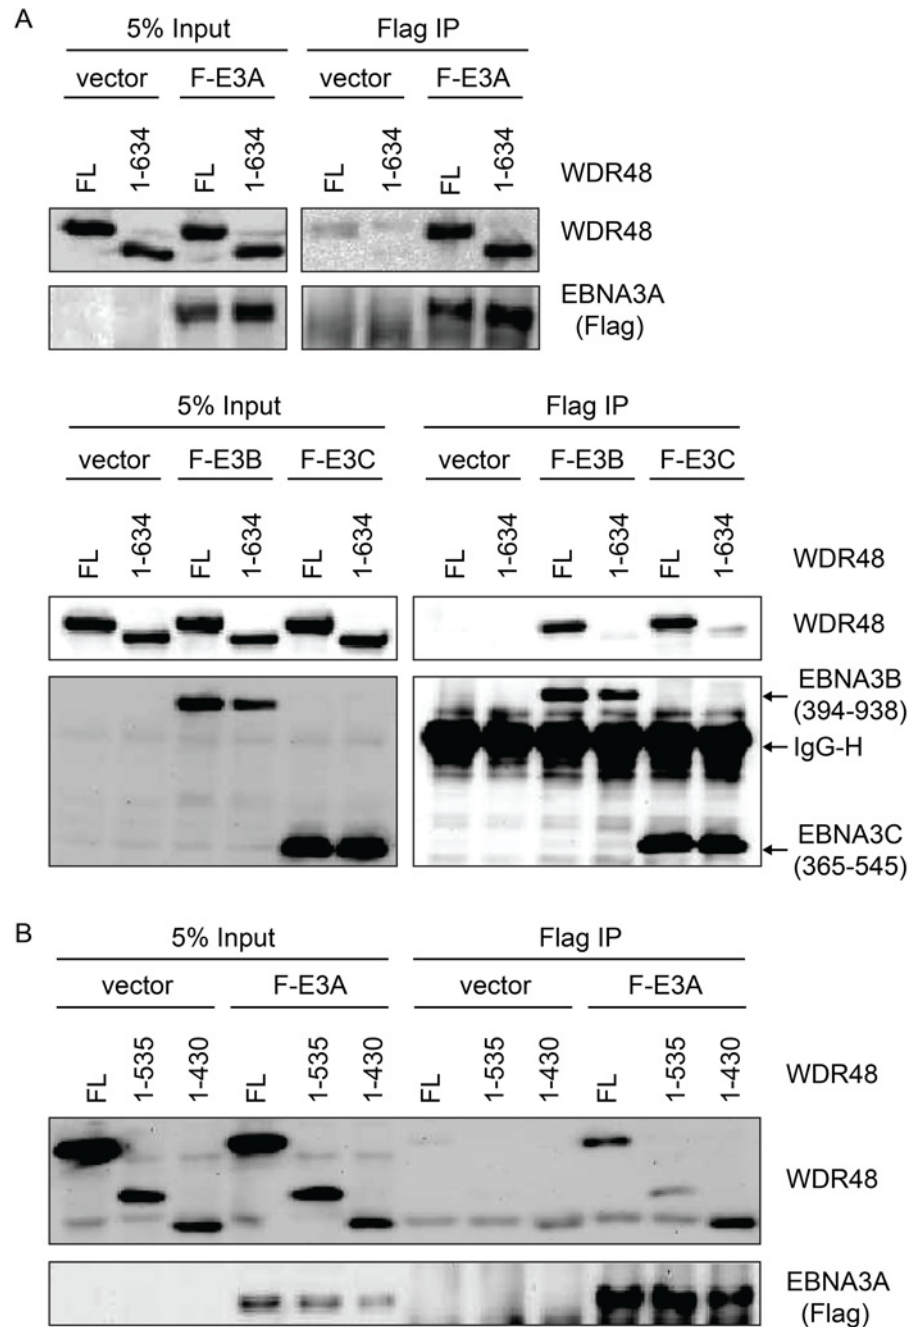 A
5% Input Flag IP
vector F-E3A vector F-E3A
FL 1-634 FL 1-634 FL 1-634 FL 1-634 WDR48
WDR48
EBNA3A
(Flag)
5% Input Flag IP
vector F-E3B F-E3C vector F-E3B F-E3C
FL 1-634 FL 1-634 FL 1-634 FL 1-634 FL 1-634 FL 1-634 WDR48
WDR48
EBNA3B
(394-938)
IgG-H
EBNA3C
(365-545)
B
5% Input Flag IP
vector F-E3A vector F-E3A
FL 1-535 1-430 FL 1-535 1-430 FL 1-535 1-430 FL 1-535 1-430 WDR48
WDR48
EBNA3A
(Flag)